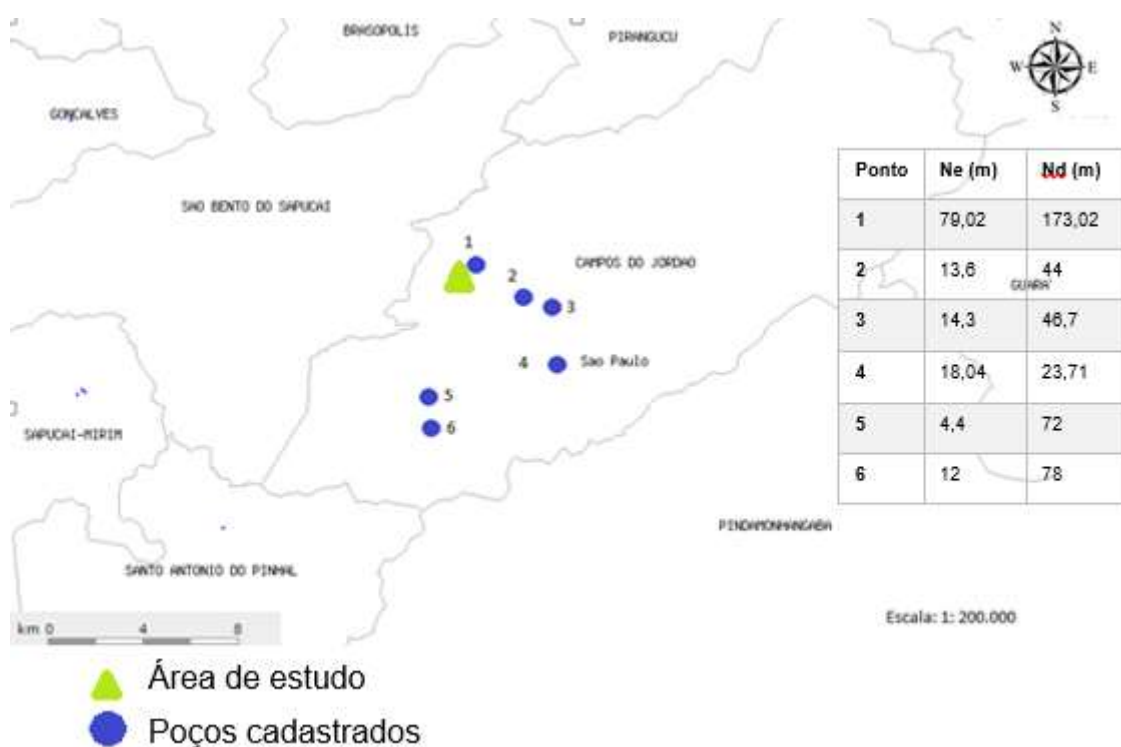 BRASOPOLIS
PIRANGUCU
N
W E
S
GONCALVES
SAO BENTO DO SAPUCAI
Ponto Ne (m) Nd (m)
1 79,02 173,02
2 13,6 44
3 14,3 46,7
4 18,04 23,71
5 4,4 72
6 12 78
1
CAMPOS DO JORDAO
2
GUARA
3
4 Sao Paulo
5
SAPUCAI-MIRIM
6
PINDAMONHANGABA
SANTO ANTONIO DO PINHAL
Escala: 1: 200.000
km 0 4 8
Área de estudo
Poços cadastrados